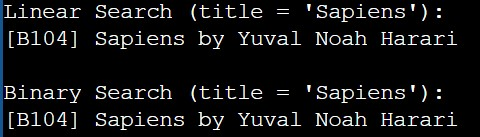 Linear Search (title = 'Sapiens'):
[B104] Sapiens by Yuval Noah Harari
Binary Search (title = 'Sapiens'):
[B104] Sapiens by Yuval Noah Harari